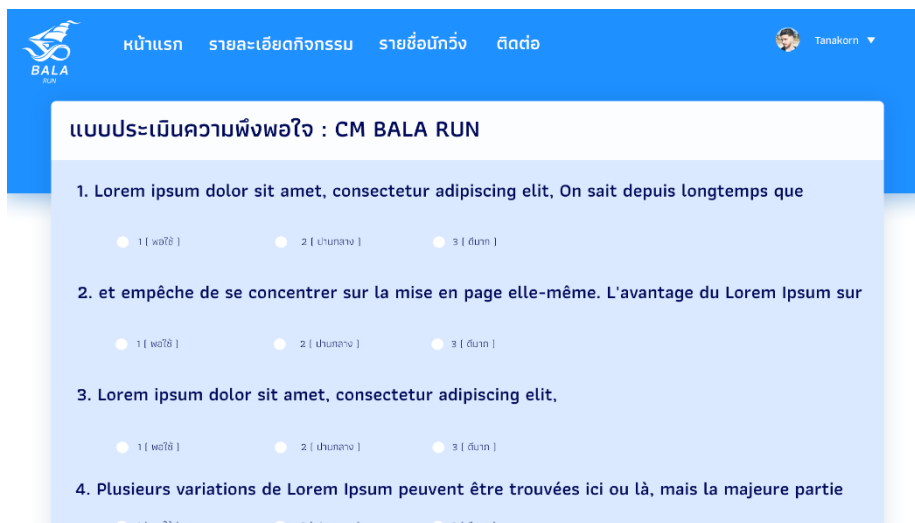 หน้าแรก รายละเอียดกิจกรรม รายชื่อนักวิ่ง ติดต่อ Tanakorn
BALA
RUN
แบบประเมินความพึงพอใจ : CM BALA RUN
1. Lorem ipsum dolor sit amet, consectetur adipiscing elit, On sait depuis longtemps que
1 [ พอใช้ ] 2 [ ปานกลาง ] 3 [ ดีมาก ]
2. et empêche de se concentrer sur la mise en page elle-même. L'avantage du Lorem Ipsum sur
1 [ พอใช้ ] 2 [ ปานกลาง ] 3 [ ดีมาก ]
3. Lorem ipsum dolor sit amet, consectetur adipiscing elit,
1 [ พอใช้ ] 2 [ ปานกลาง ] 3 [ ดีมาก ]
4. Plusieurs variations de Lorem Ipsum peuvent être trouvées ici ou là, mais la majeure partie